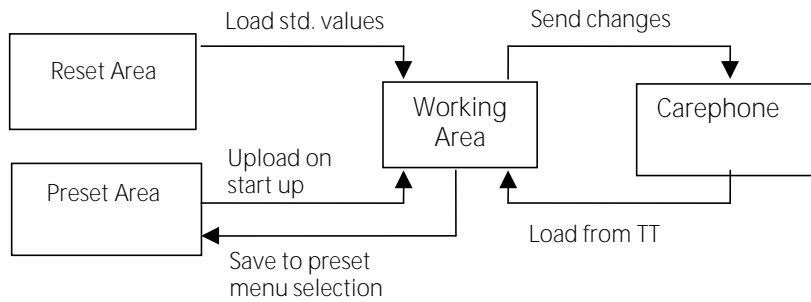 Load std. values
Send changes
Reset Area
Working
Area
Carephone
Upload on
start up
Preset Area
Load from TT
Save to preset
menu selection